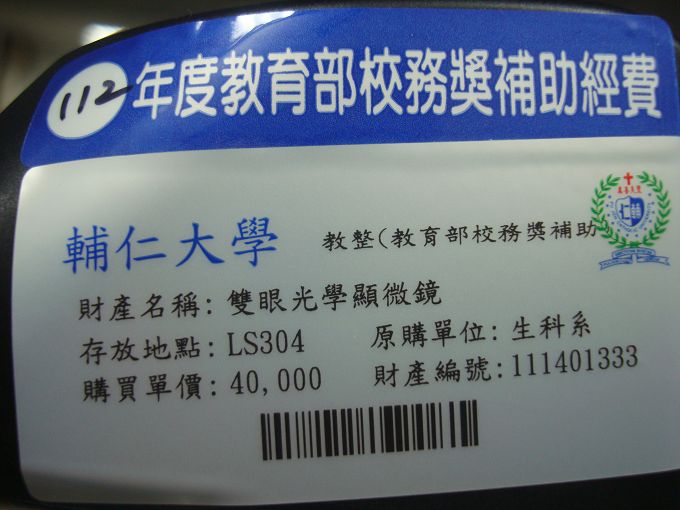 112年度教育部校務獎補助經費
輔仁大學 教整(教育部校務獎補助
財產名稱: 雙眼光學顯微鏡
存放地點: LS304 原購單位: 生科系
購買單價: 40,000 財產編號: 111401333